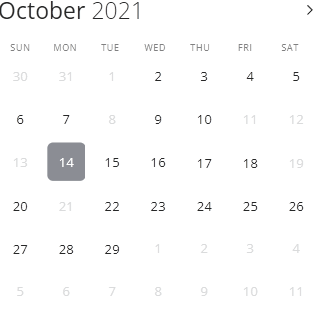 October 2021
SUN MON TUE WED THU FRI SAT
30 31 1 2 3 4 5
6 7 8 9 10 11 12
13 14 15 16 17 18 19
20 21 22 23 24 25 26
27 28 29 1 2 3 4
5 6 7 8 9 10 11